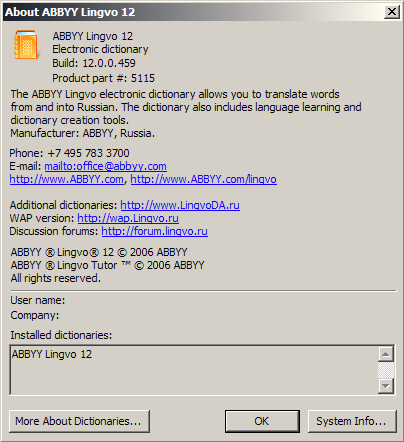 About ABBYY Lingvo 12
ABBYY Lingvo 12
Electronic dictionary
Build: 12.0.0.459
Product part #: 5115
The ABBYY Lingvo electronic dictionary allows you to translate words
from and into Russian. The dictionary also includes language learning and
dictionary creation tools.
Manufacturer: ABBYY, Russia.
Phone: +7 495 783 3700
E-mail: mailto:office@abbyy.com
http://www.ABBYY.com, http://www.ABBYY.com/lingvo
Additional dictionaries: http://www.LingvoDA.ru
WAP version: http://wap.Lingvo.ru
Discussion forums: http://forum.lingvo.ru
ABBYY ® Lingvo® 12 © 2006 ABBYY
ABBYY ® Lingvo Tutor ™ © 2006 ABBYY
All rights reserved.
User name:
Company:
Installed dictionaries:
ABBYY Lingvo 12
More About Dictionaries... OK System Info...